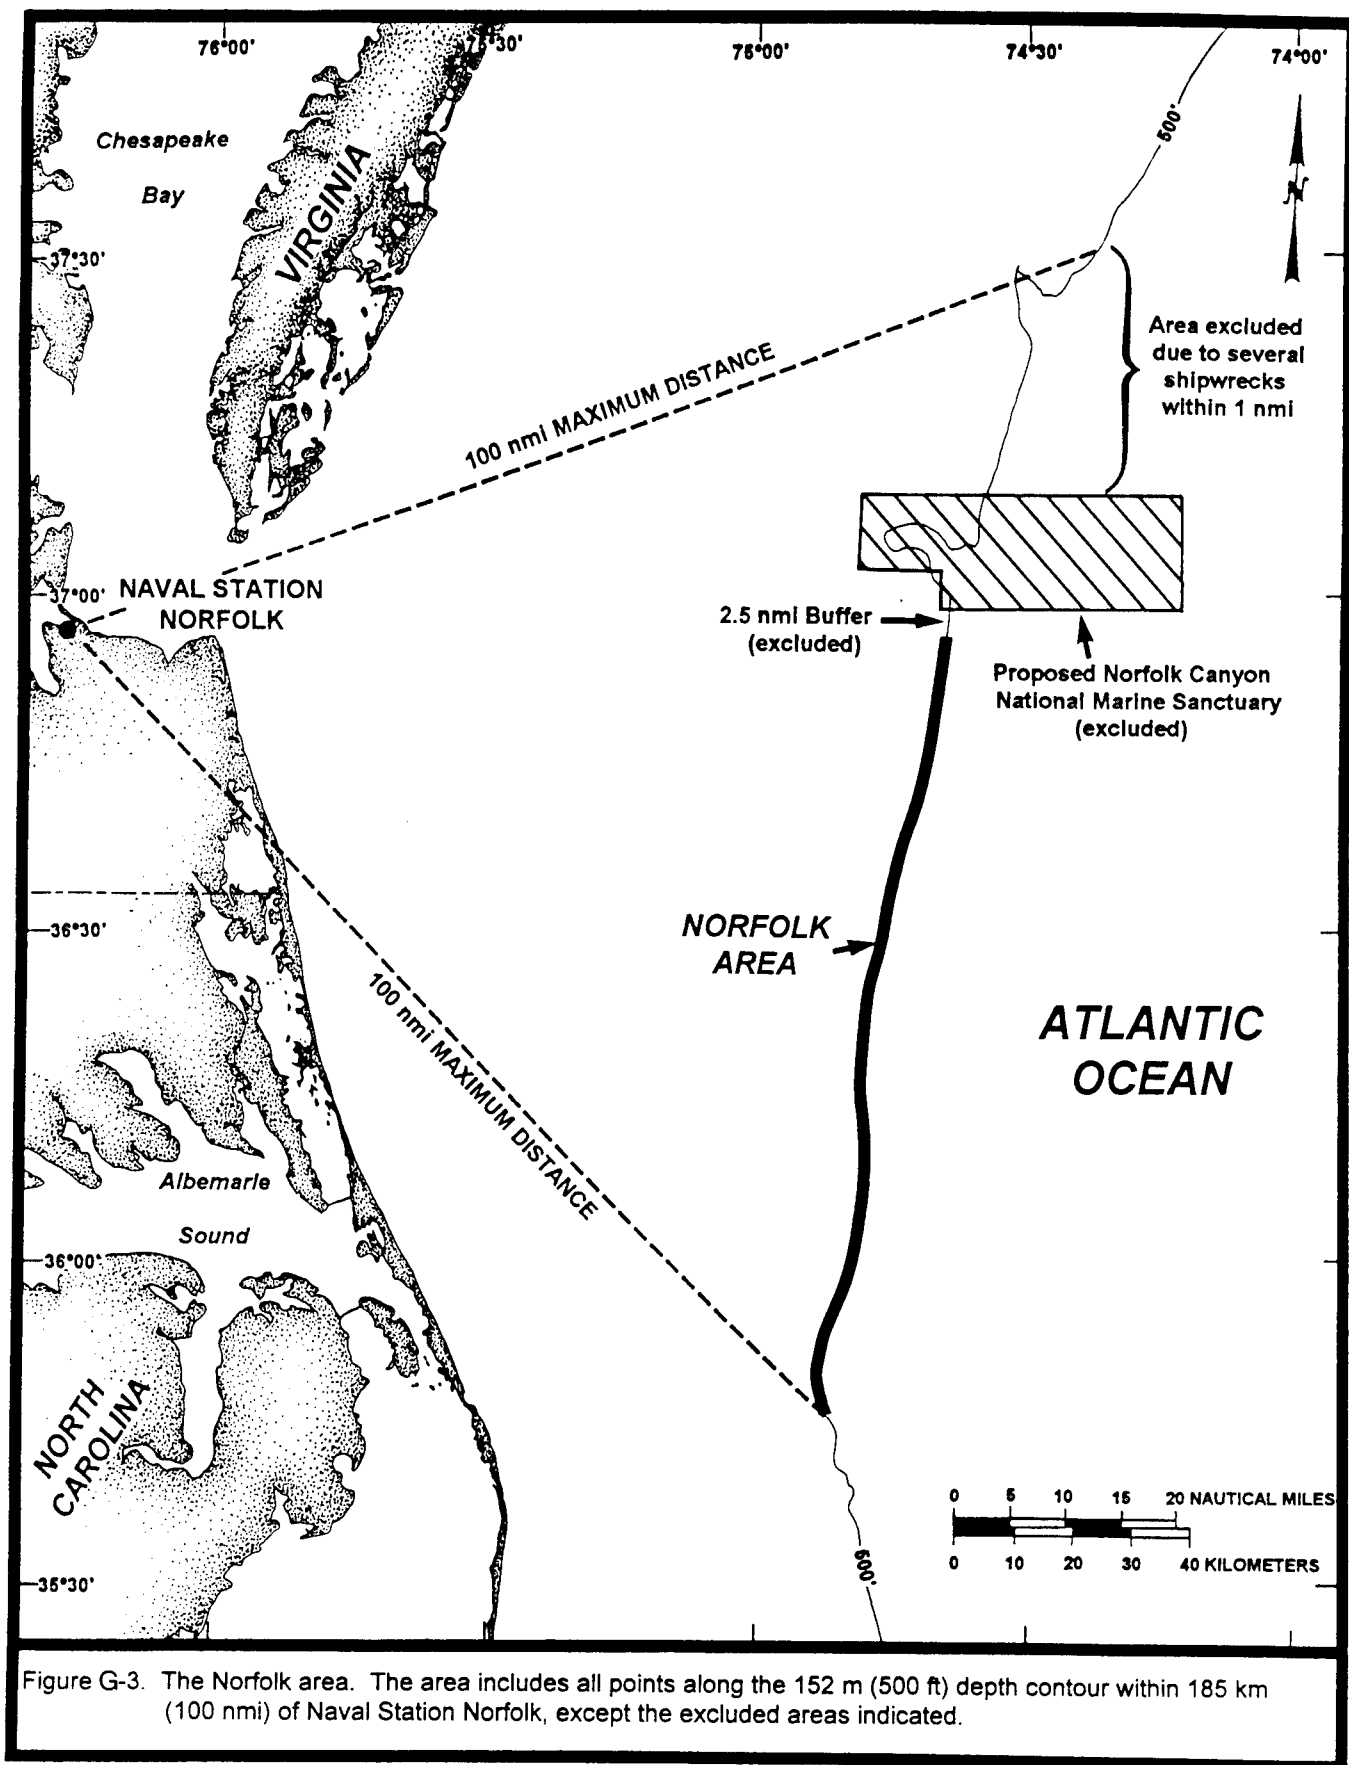 76°00'
75°30'
75°00'
74°30'
74°00'
Chesapeake
Bay
VIRGINIA
500'
N
37°30'
Area excluded
due to several
shipwrecks
within 1 nmi
100 nmi MAXIMUM DISTANCE
37°00'
NAVAL STATION
NORFOLK
2.5 nmi Buffer
(excluded)
Proposed Norfolk Canyon
National Marine Sanctuary
(excluded)
36°30'
NORFOLK
AREA
100 nmi MAXIMUM DISTANCE
ATLANTIC
OCEAN
Albemarle
Sound
36°00'
NORTH
CAROLINA
0 5 10 15 20 NAUTICAL MILES
0 10 20 30 40 KILOMETERS
500'
35°30'
Figure G-3. The Norfolk area. The area includes all points along the 152 m (500 ft) depth contour within 185 km
(100 nmi) of Naval Station Norfolk, except the excluded areas indicated.